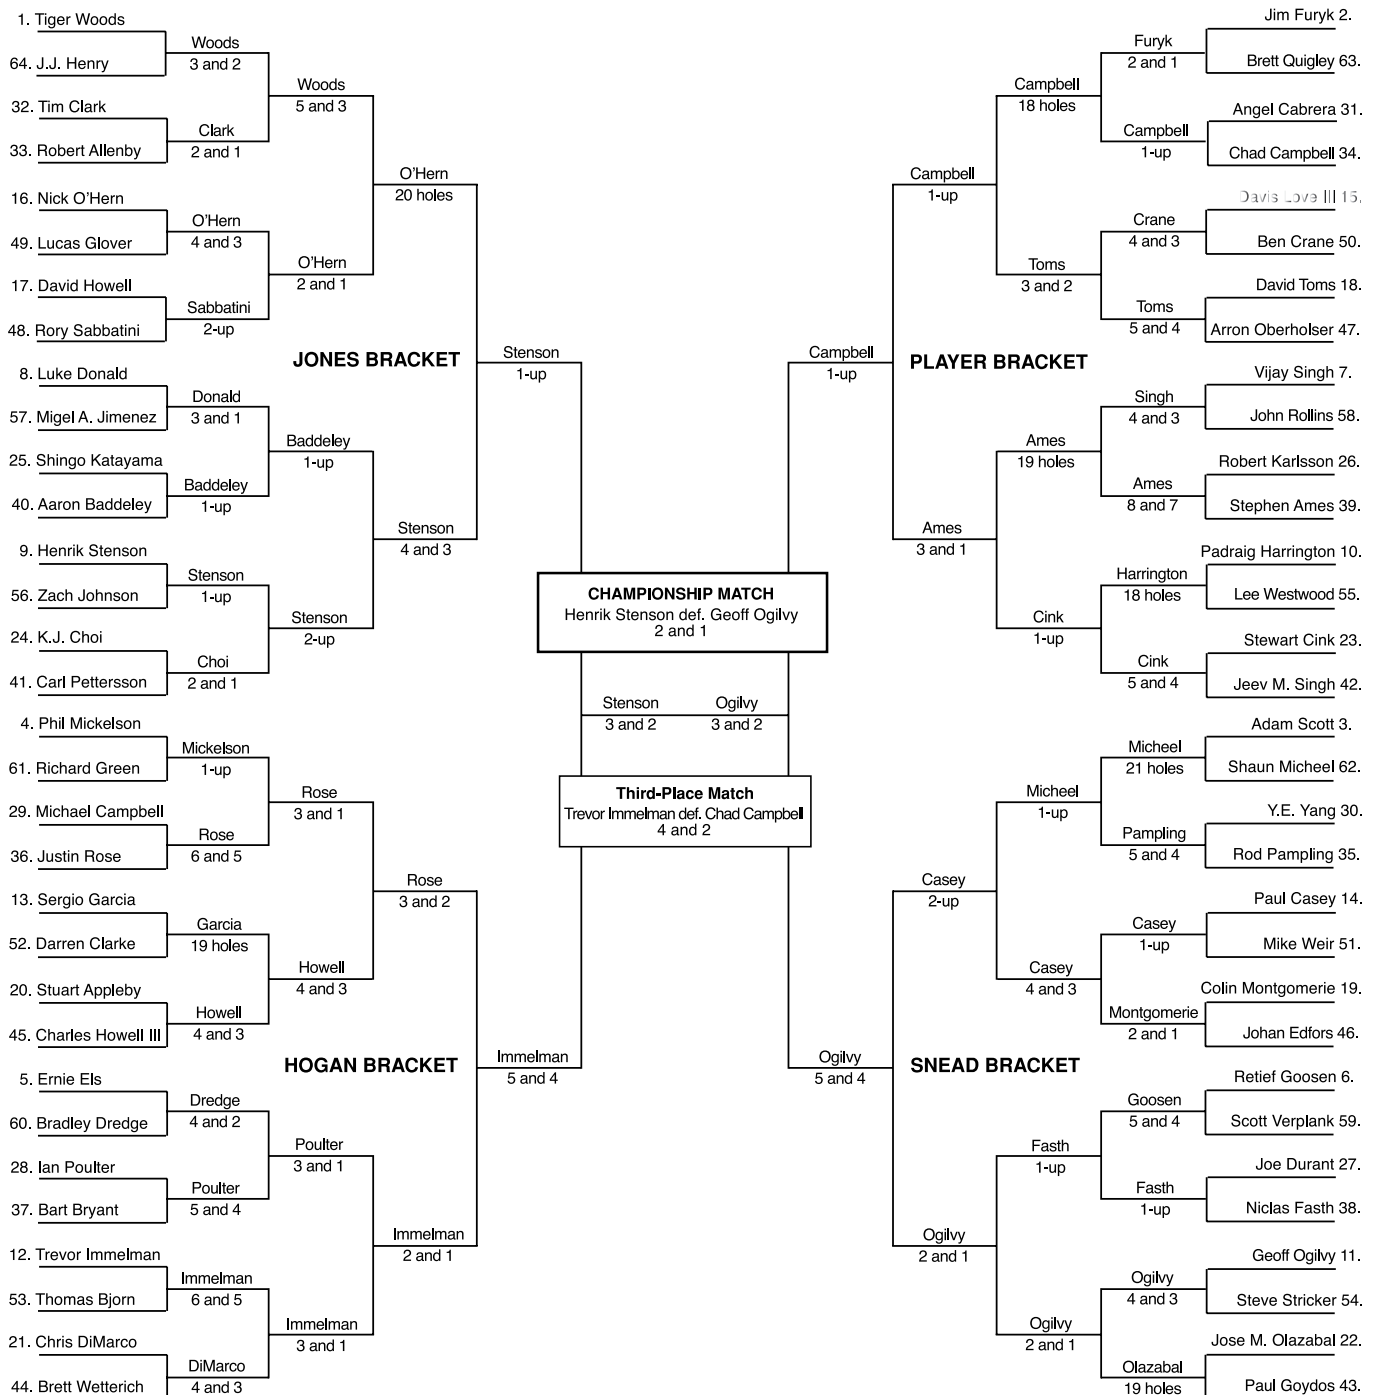 1. Tiger Woods
Woods
3 and 2
64. J.J. Henry
Woods
5 and 3
32. Tim Clark
Clark
2 and 1
33. Robert Allenby
O'Hern
20 holes
16. Nick O'Hern
O'Hern
4 and 3
49. Lucas Glover
O'Hern
2 and 1
17. David Howell
Sabbatini
2-up
48. Rory Sabbatini
JONES BRACKET
Stenson
1-up
8. Luke Donald
Donald
3 and 1
57. Migel A. Jimenez
Baddeley
1-up
25. Shingo Katayama
Baddeley
1-up
40. Aaron Baddeley
Stenson
4 and 3
9. Henrik Stenson
Stenson
1-up
56. Zach Johnson
Stenson
2-up
24. K.J. Choi
Choi
2 and 1
41. Carl Pettersson
4. Phil Mickelson
Mickelson
1-up
61. Richard Green
Rose
3 and 1
29. Michael Campbell
Rose
6 and 5
36. Justin Rose
Rose
3 and 2
13. Sergio Garcia
Garcia
19 holes
52. Darren Clarke
Howell
4 and 3
20. Stuart Appleby
Howell
4 and 3
45. Charles Howell III
HOGAN BRACKET
Immelman
5 and 4
5. Ernie Els
Dredge
4 and 2
60. Bradley Dredge
Poulter
3 and 1
28. Ian Poulter
Poulter
5 and 4
37. Bart Bryant
Immelman
2 and 1
12. Trevor Immelman
Immelman
6 and 5
53. Thomas Bjorn
Immelman
3 and 1
21. Chris DiMarco
DiMarco
4 and 3
44. Brett Wetterich
CHAMPIONSHIP MATCH
Henrik Stenson def. Geoff Ogilvy
2 and 1
Stenson
3 and 2
Ogilvy
3 and 2
Third-Place Match
Trevor Immelman def. Chad Campbell
4 and 2
Jim Furyk 2.
Furyk
2 and 1
Brett Quigley 63.
Campbell
18 holes
Angel Cabrera 31.
Campbell
1-up
Chad Campbell 34.
Campbell
1-up
Davis Love III 15.
Crane
4 and 3
Ben Crane 50.
Toms
3 and 2
David Toms 18.
Toms
5 and 4
Arron Oberholser 47.
Campbell
1-up
PLAYER BRACKET
Vijay Singh 7.
Singh
4 and 3
John Rollins 58.
Ames
19 holes
Robert Karlsson 26.
Ames
8 and 7
Stephen Ames 39.
Ames
3 and 1
Padraig Harrington 10.
Harrington
18 holes
Lee Westwood 55.
Cink
1-up
Stewart Cink 23.
Cink
5 and 4
Jeev M. Singh 42.
Adam Scott 3.
Micheel
21 holes
Shaun Micheel 62.
Micheel
1-up
Y.E. Yang 30.
Pampling
5 and 4
Rod Pampling 35.
Casey
2-up
Paul Casey 14.
Casey
1-up
Mike Weir 51.
Casey
4 and 3
Colin Montgomerie 19.
Montgomerie
2 and 1
Johan Edfors 46.
Ogilvy
5 and 4
SNEAD BRACKET
Retief Goosen 6.
Goosen
5 and 4
Scott Verplank 59.
Fasth
1-up
Joe Durant 27.
Fasth
1-up
Niclas Fasth 38.
Ogilvy
2 and 1
Geoff Ogilvy 11.
Ogilvy
4 and 3
Steve Stricker 54.
Ogilvy
2 and 1
Jose M. Olazabal 22.
Olazabal
19 holes
Paul Goydos 43.